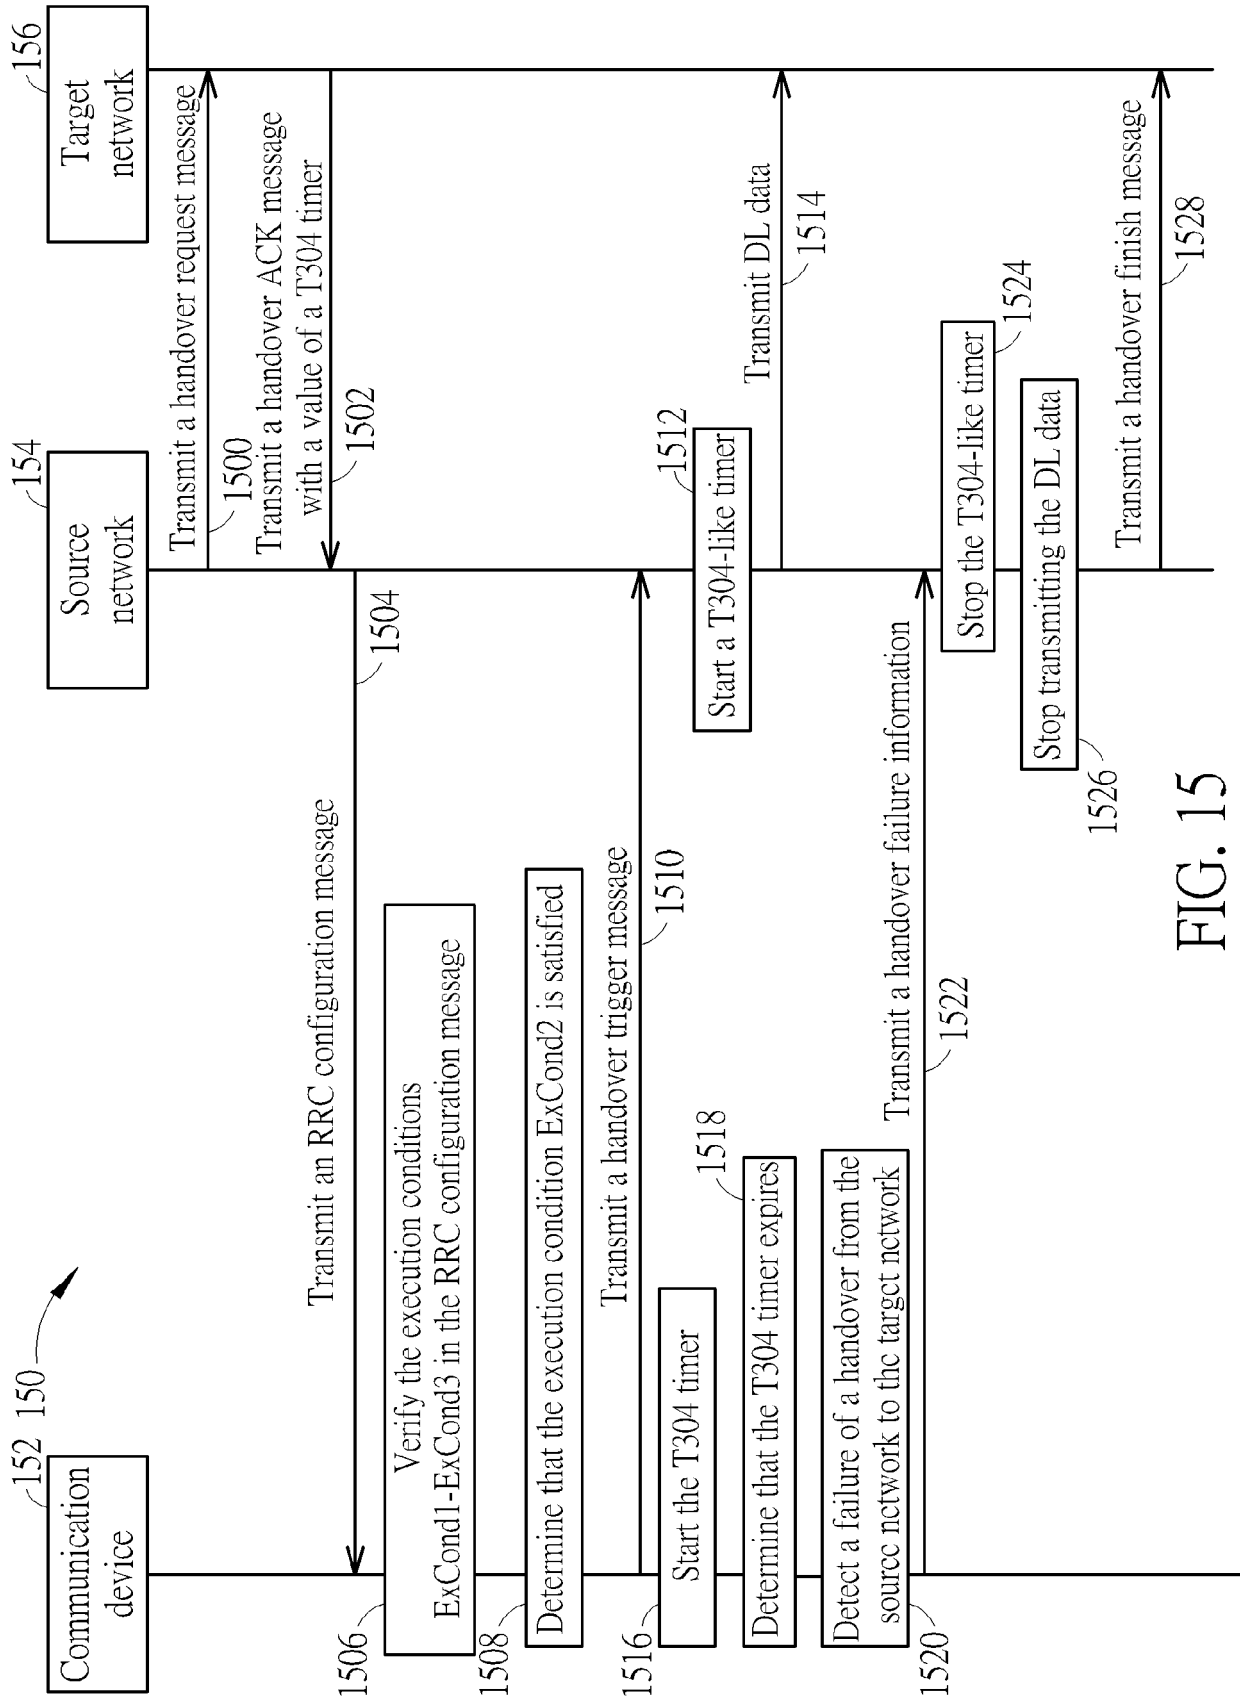 150
152
Communication
device
154
Source
network
156
Target
network
Transmit a handover request message
1500
Transmit a handover ACK message
with a value of a T304 timer
1502
Transmit an RRC configuration message
1504
Verify the execution conditions
ExCond1-ExCond3 in the RRC configuration message
1506
Determine that the execution condition ExCond2 is satisfied
1508
Transmit a handover trigger message
1510
Start the T304 timer
1516
Start a T304-like timer
1512
Transmit DL data
1514
Determine that the T304 timer expires
1518
Detect a failure of a handover from the
source network to the target network
1520
Transmit a handover failure information
1522
Stop the T304-like timer
1524
Stop transmitting the DL data
1526
Transmit a handover finish message
1528
FIG. 15